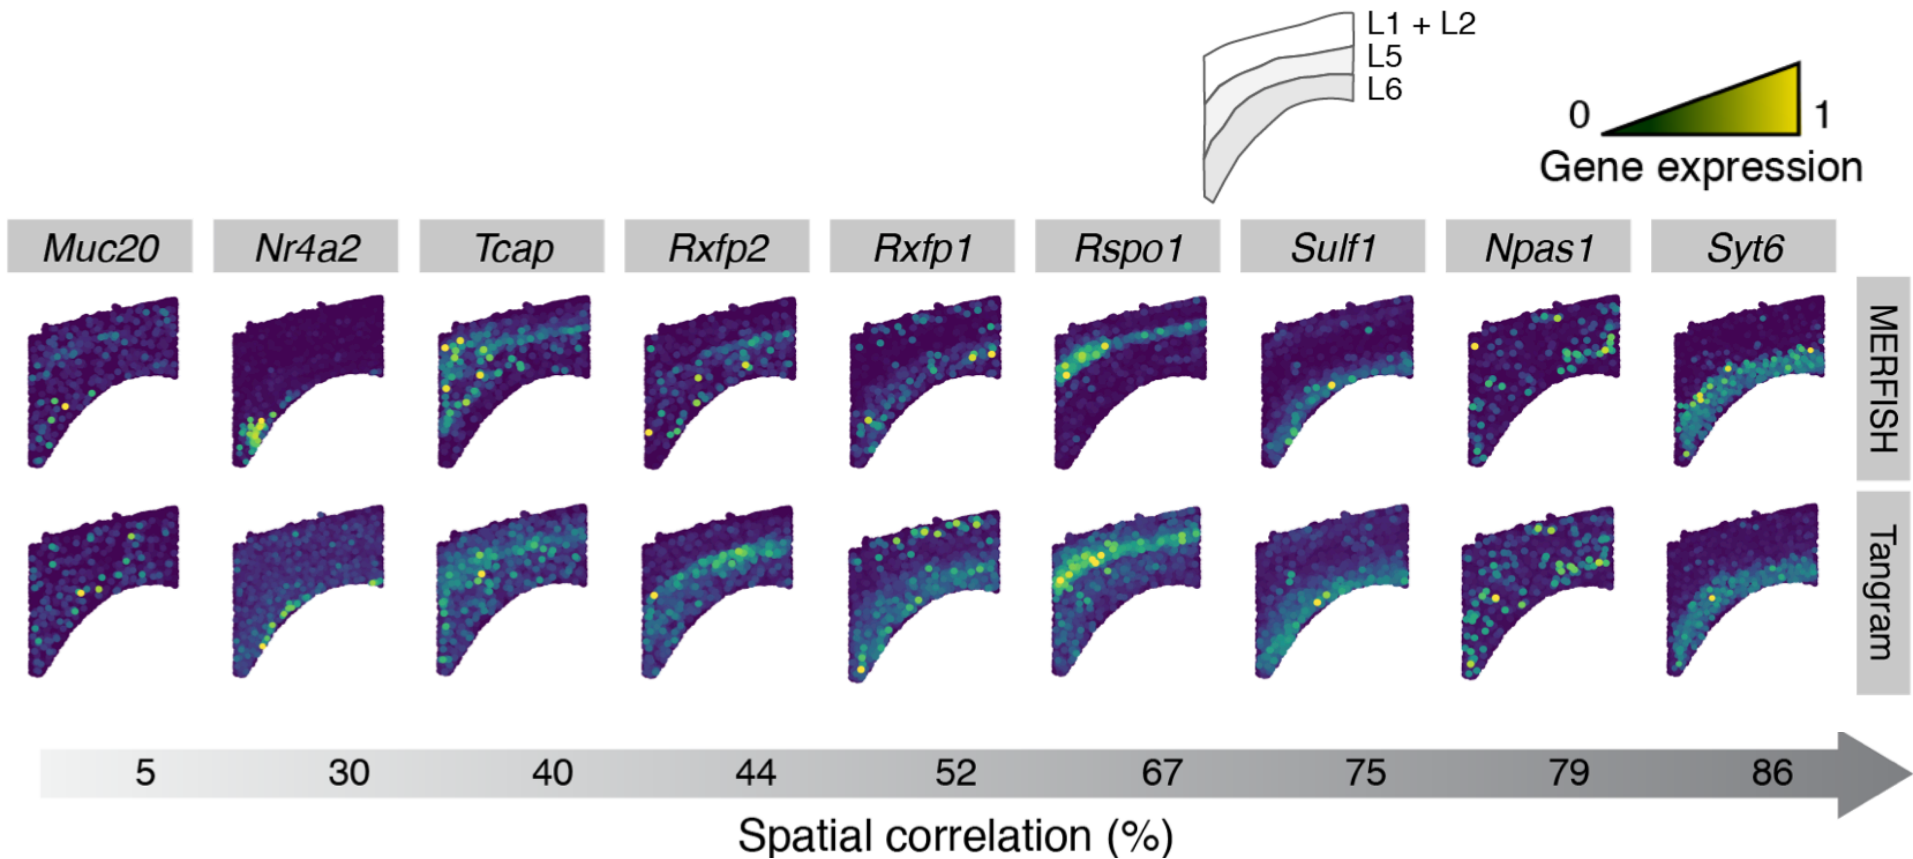 L1 + L2
L5
L6
0
1
Gene expression
Muc20
Nr4a2
Tcap
Rxfp2
Rxfp1
Rspo1
Sulf1
Npas1
Syt6
MERFISH
Tangram
5
30
40
44
52
67
75
79
86
Spatial correlation (%)